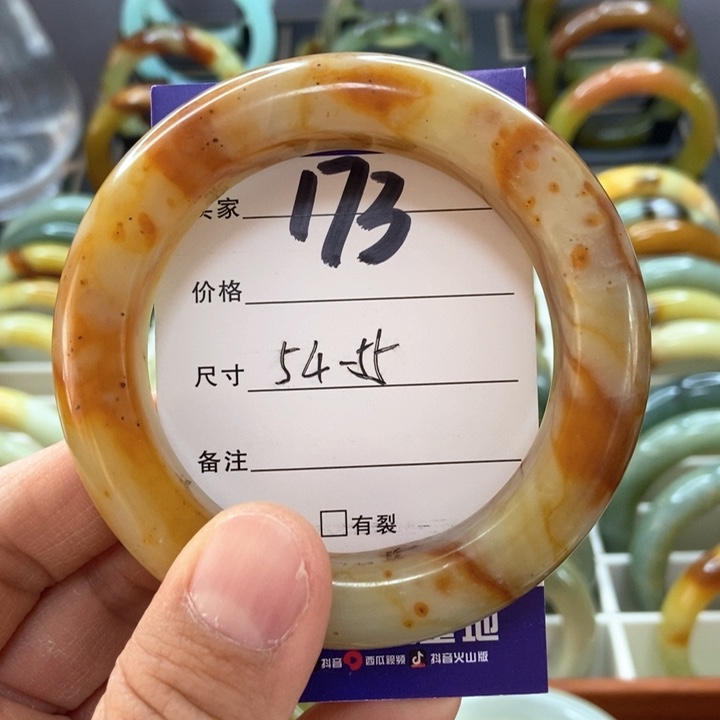 家 173
价格
尺寸 54-55
备注
□有裂
地
抖音 西瓜视频 抖音火山版